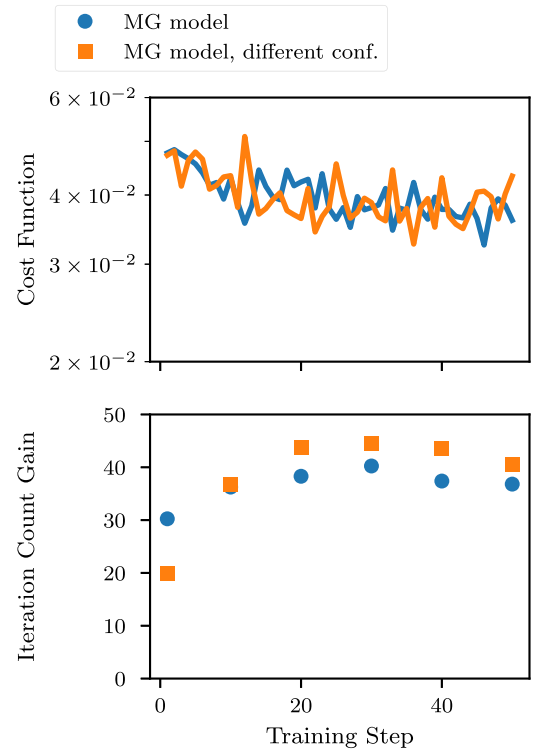 MG model
MG model, different conf.
6 × 10⁻²
4 × 10⁻²
3 × 10⁻²
2 × 10⁻²
Cost Function
50
40
30
20
10
0
Iteration Count Gain
0
20
40
Training Step